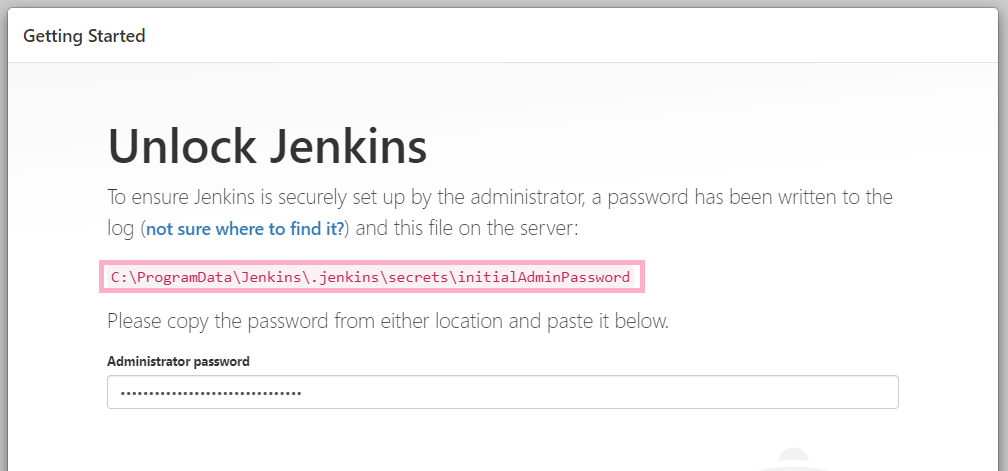 Getting Started
Unlock Jenkins
To ensure Jenkins is securely set up by the administrator, a password has been written to the
log (not sure where to find it?) and this file on the server:
C:\ProgramData\Jenkins\.jenkins\secrets\initialAdminPassword
Please copy the password from either location and paste it below.
Administrator password
••••••••••••••••••••••••••••••••